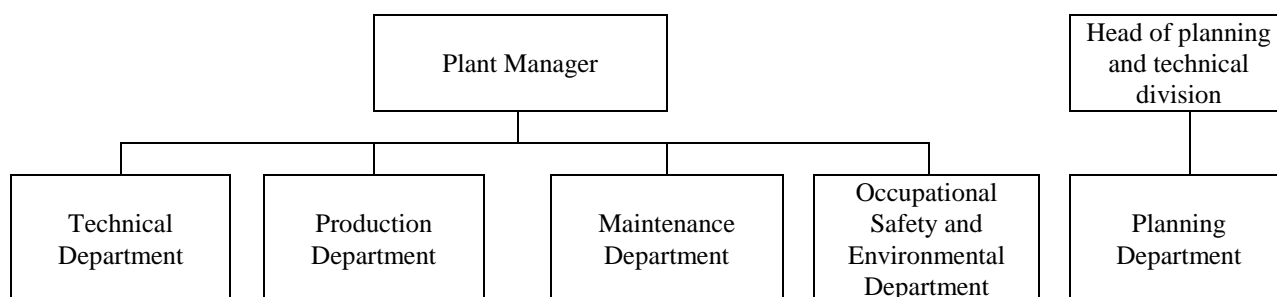 Plant Manager
Head of planning
and technical
division
Technical
Department
Production
Department
Maintenance
Department
Occupational
Safety and
Environmental
Department
Planning
Department